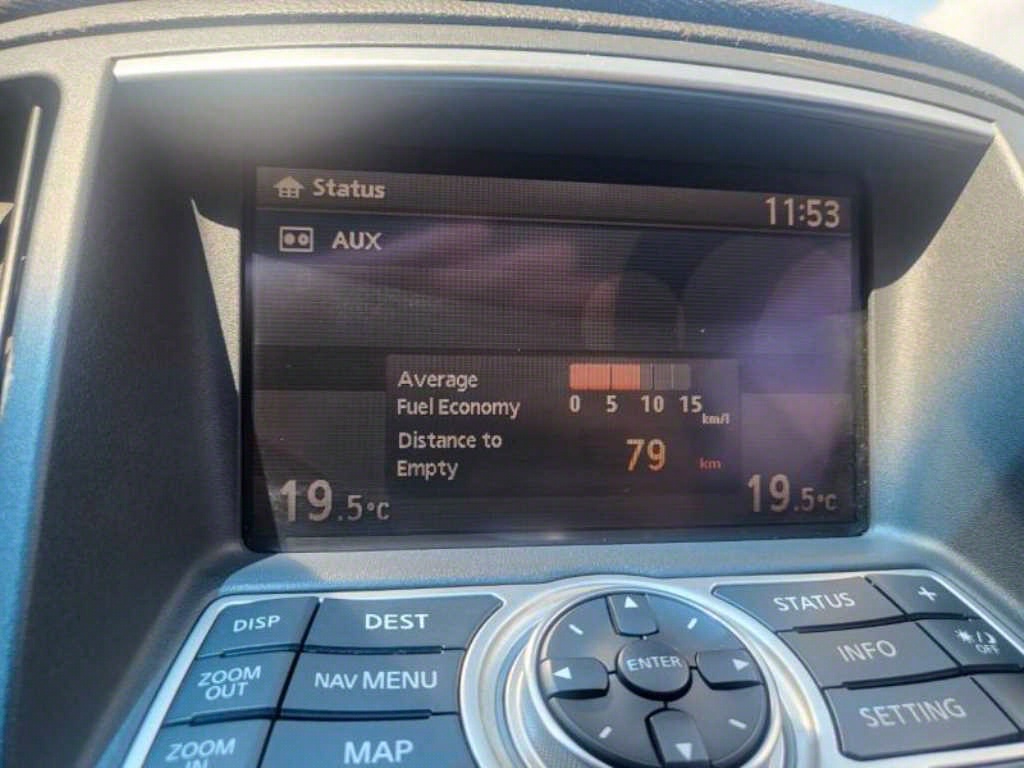 Status
11:53
AUX
Average
Fuel Economy
0 5 10 15 km/l
Distance to
Empty
79 km
19.5°C
19.5°C
DISP
DEST
STATUS
+
ZOOM
OUT
NAV MENU
ENTER
INFO
OFF
ZOOM
IN
MAP
SETTING